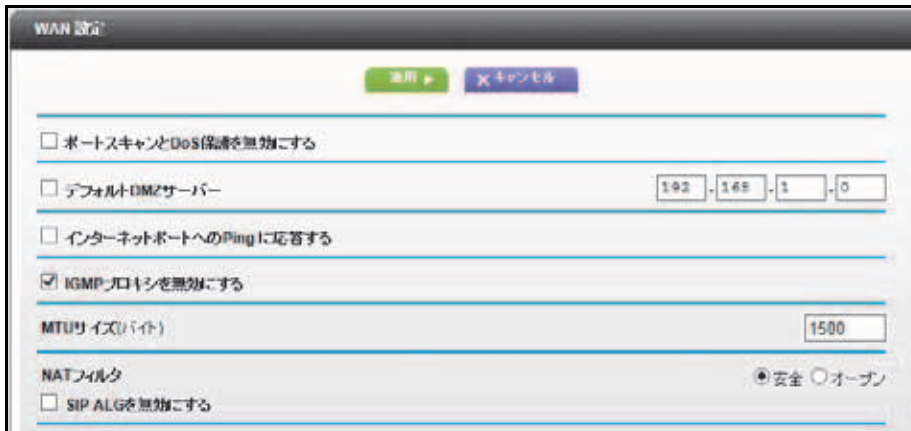 WAN 設定
適用
キャンセル
ポートスキャンとDoS保護を無効にする
デフォルトDMZサーバー 192 . 168 . 1 . 0
インターネットポートへのPingに応答する
IGMPプロキシを無効にする
MTUサイズ(バイト) 1500
NATフィルタ 安全 オープン
SIP ALGを無効にする